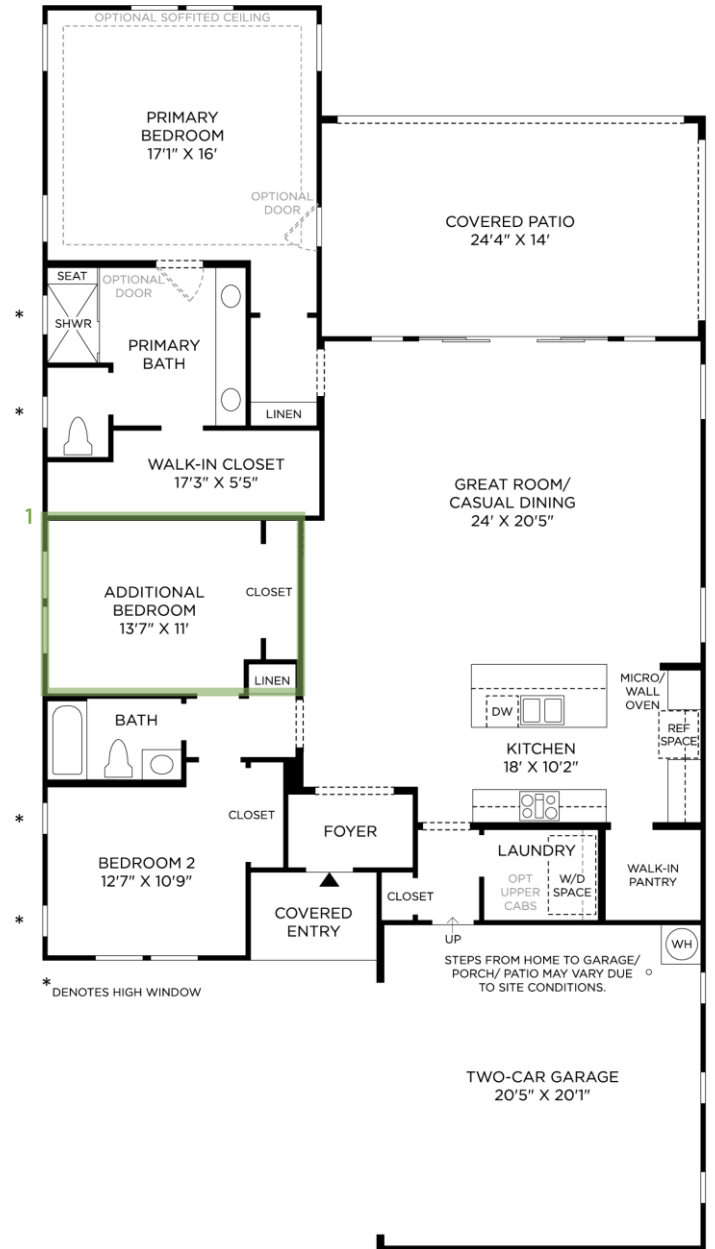 OPTIONAL SOFFITED CEILING
PRIMARY
BEDROOM
17'1" X 16'
OPTIONAL
DOOR
COVERED PATIO
24'4" X 14'
SEAT
OPTIONAL
DOOR
*
SHWR
PRIMARY
BATH
*
LINEN
WALK-IN CLOSET
17'3" X 5'5"
GREAT ROOM/
CASUAL DINING
24' X 20'5"
1
ADDITIONAL
BEDROOM
13'7" X 11'
CLOSET
LINEN
MICRO/
WALL
OVEN
DW
REF
SPACE
BATH
KITCHEN
18' X 10'2"
*
CLOSET
FOYER
BEDROOM 2
12'7" X 10'9"
LAUNDRY
OPT
UPPER
CABS
W/D
SPACE
WALK-IN
PANTRY
CLOSET
*
COVERED
ENTRY
UP
WH
STEPS FROM HOME TO GARAGE/
PORCH/ PATIO MAY VARY DUE
TO SITE CONDITIONS.
*DENOTES HIGH WINDOW
TWO-CAR GARAGE
20'5" X 20'1"